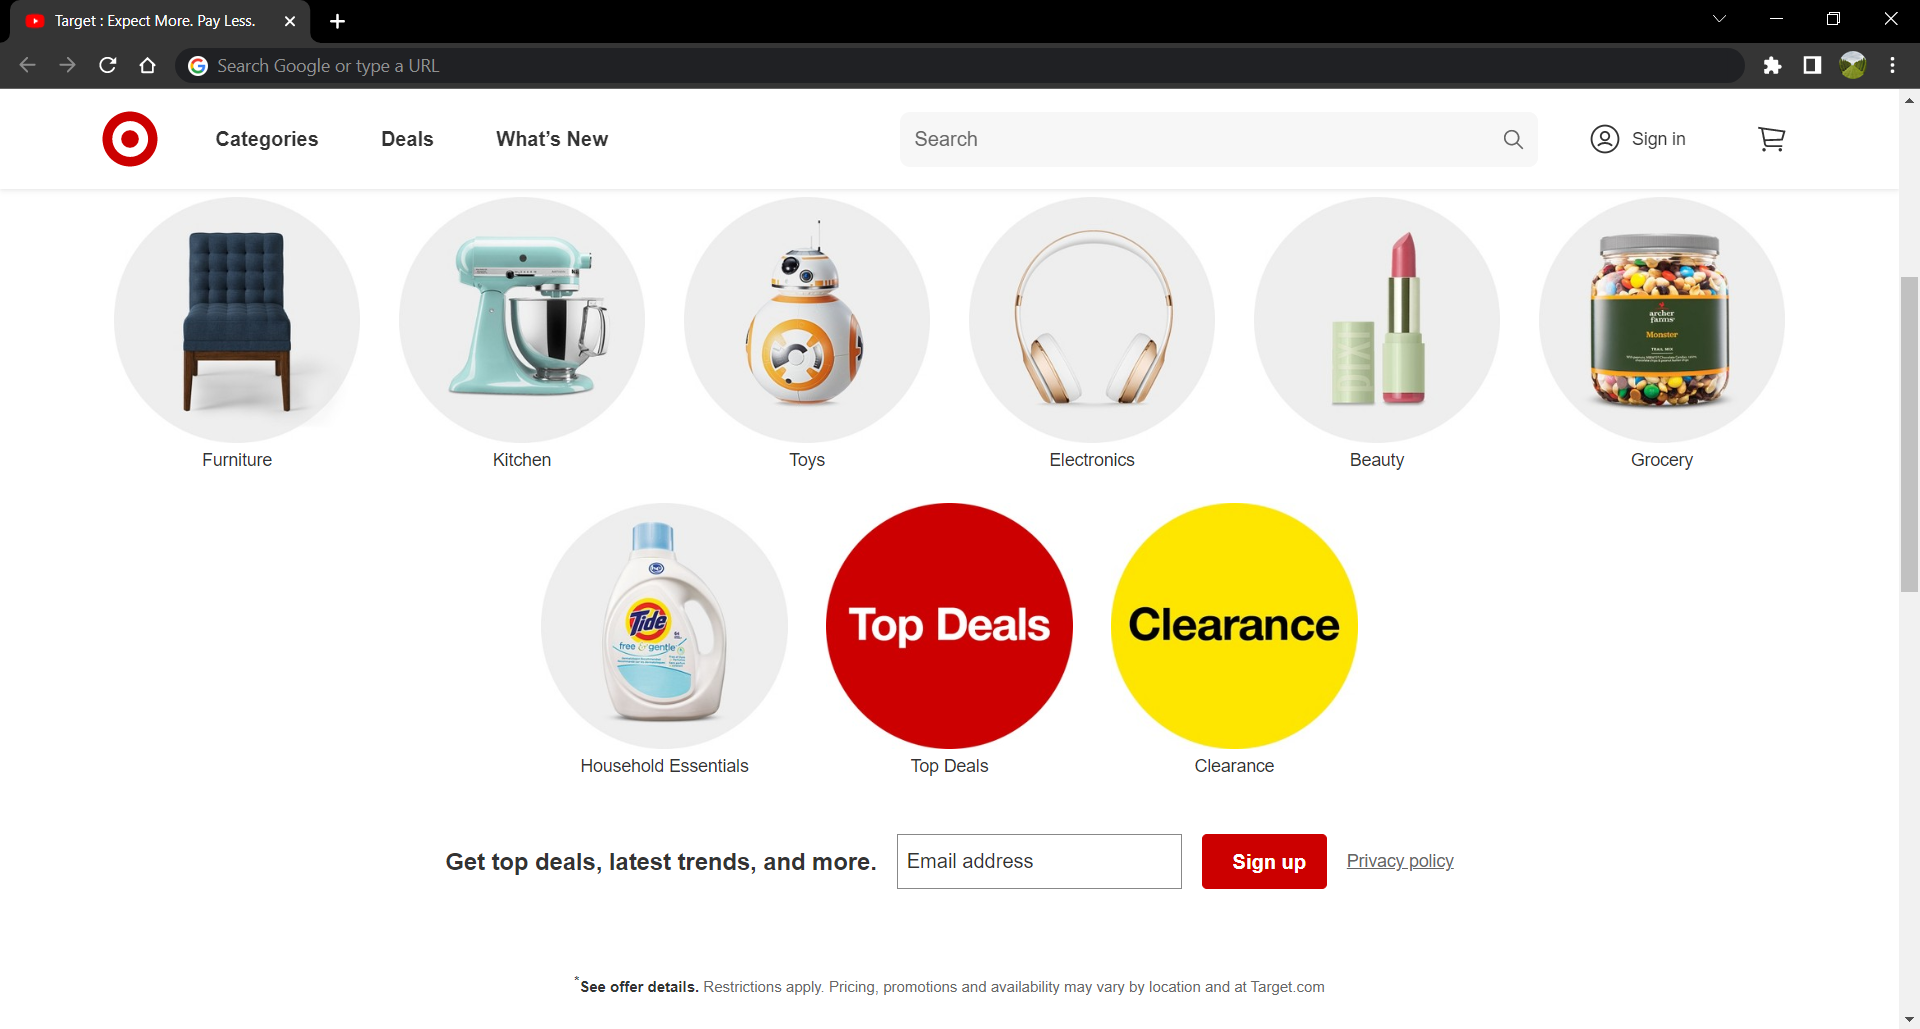 Target : Expect More. Pay Less.
Search Google or type a URL
Categories Deals What's New Search Sign in
archer
farms
Monster
TRAIL MIX
PIXI
Furniture Kitchen Toys Electronics Beauty Grocery
Tide
free & gentle
Top Deals Clearance
Household Essentials Top Deals Clearance
Get top deals, latest trends, and more. Email address Sign up Privacy policy
*See offer details. Restrictions apply. Pricing, promotions and availability may vary by location and at Target.com